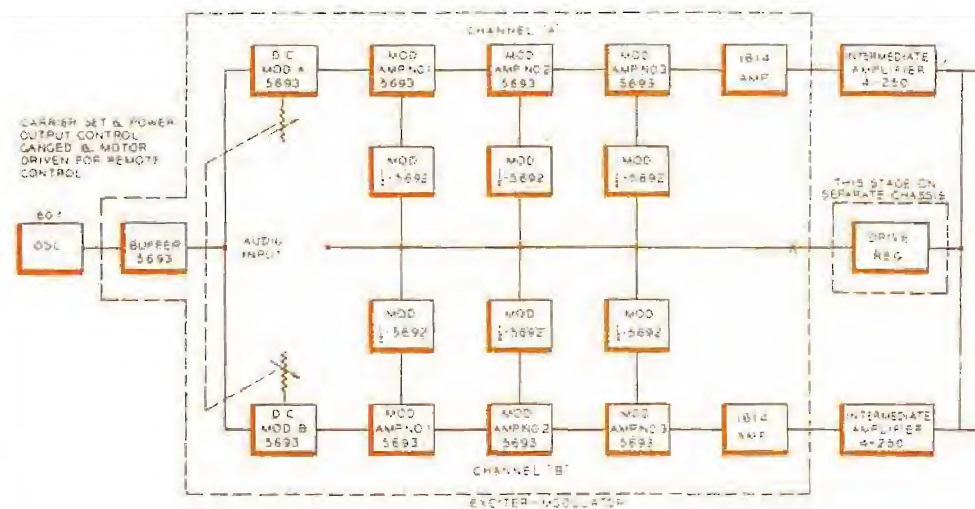 CHANNEL "A"
D C
MOD A
5693
MOD
AMP.NO.1
5693
MOD
AMP.NO.2
5693
MOD
AMP.NO.3
5693
1614
AMP.
INTERMEDIATE
AMPLIFIER
4-250
CARRIER SET & POWER
OUTPUT CONTROL
GANGED & MOTOR
DRIVEN FOR REMOTE
CONTROL
MOD
½-5692
MOD
½-5692
MOD
½-5692
THIS STAGE ON
SEPARATE CHASSIS
807
OSC
BUFFER
5693
AUDIO
INPUT
DRIVE
REG
MOD
½-5692
MOD
½-5692
MOD
½-5692
D C
MOD B
5693
MOD
AMP.NO.1
5693
MOD
AMP.NO.2
5693
MOD
AMP.NO.3
5693
1614
AMP
INTERMEDIATE
AMPLIFIER
4-250
CHANNEL "B"
EXCITER-MODULATOR